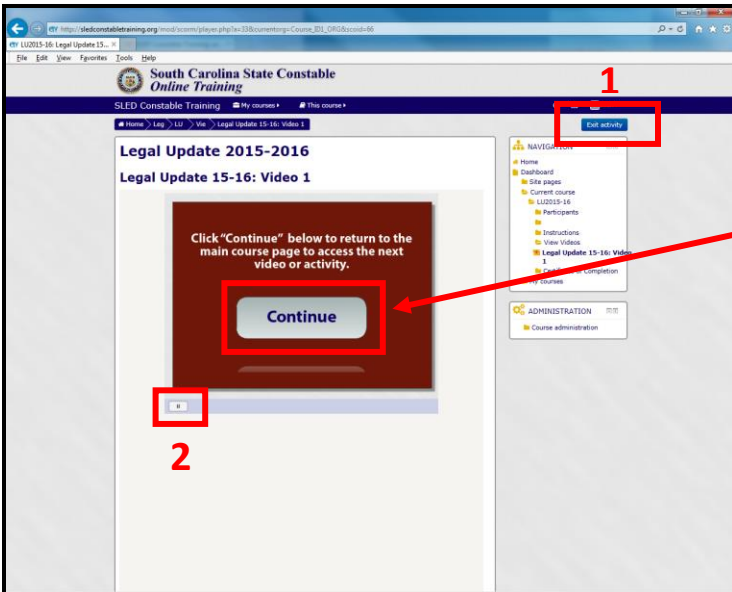 http://sledconstabletraining.org/mod/scorm/player.php?a=33&currentorg=Course_ID1_ORG&scoid=66
LU2015-16: Legal Update 15...
File Edit View Favorites Tools Help
South Carolina State Constable
Online Training
1
SLED Constable Training My courses This course
Home Leg LU Vie Legal Update 15-16: Video 1
Exit activity
Legal Update 2015-2016
Legal Update 15-16: Video 1
Click "Continue" below to return to the
main course page to access the next
video or activity.
Continue
2
NAVIGATION
Home
Dashboard
Site pages
Current course
LU2015-16
Participants
Instructions
View Videos
Legal Update 15-16: Video
1
Certificate of Completion
My courses
ADMINISTRATION
Course administration